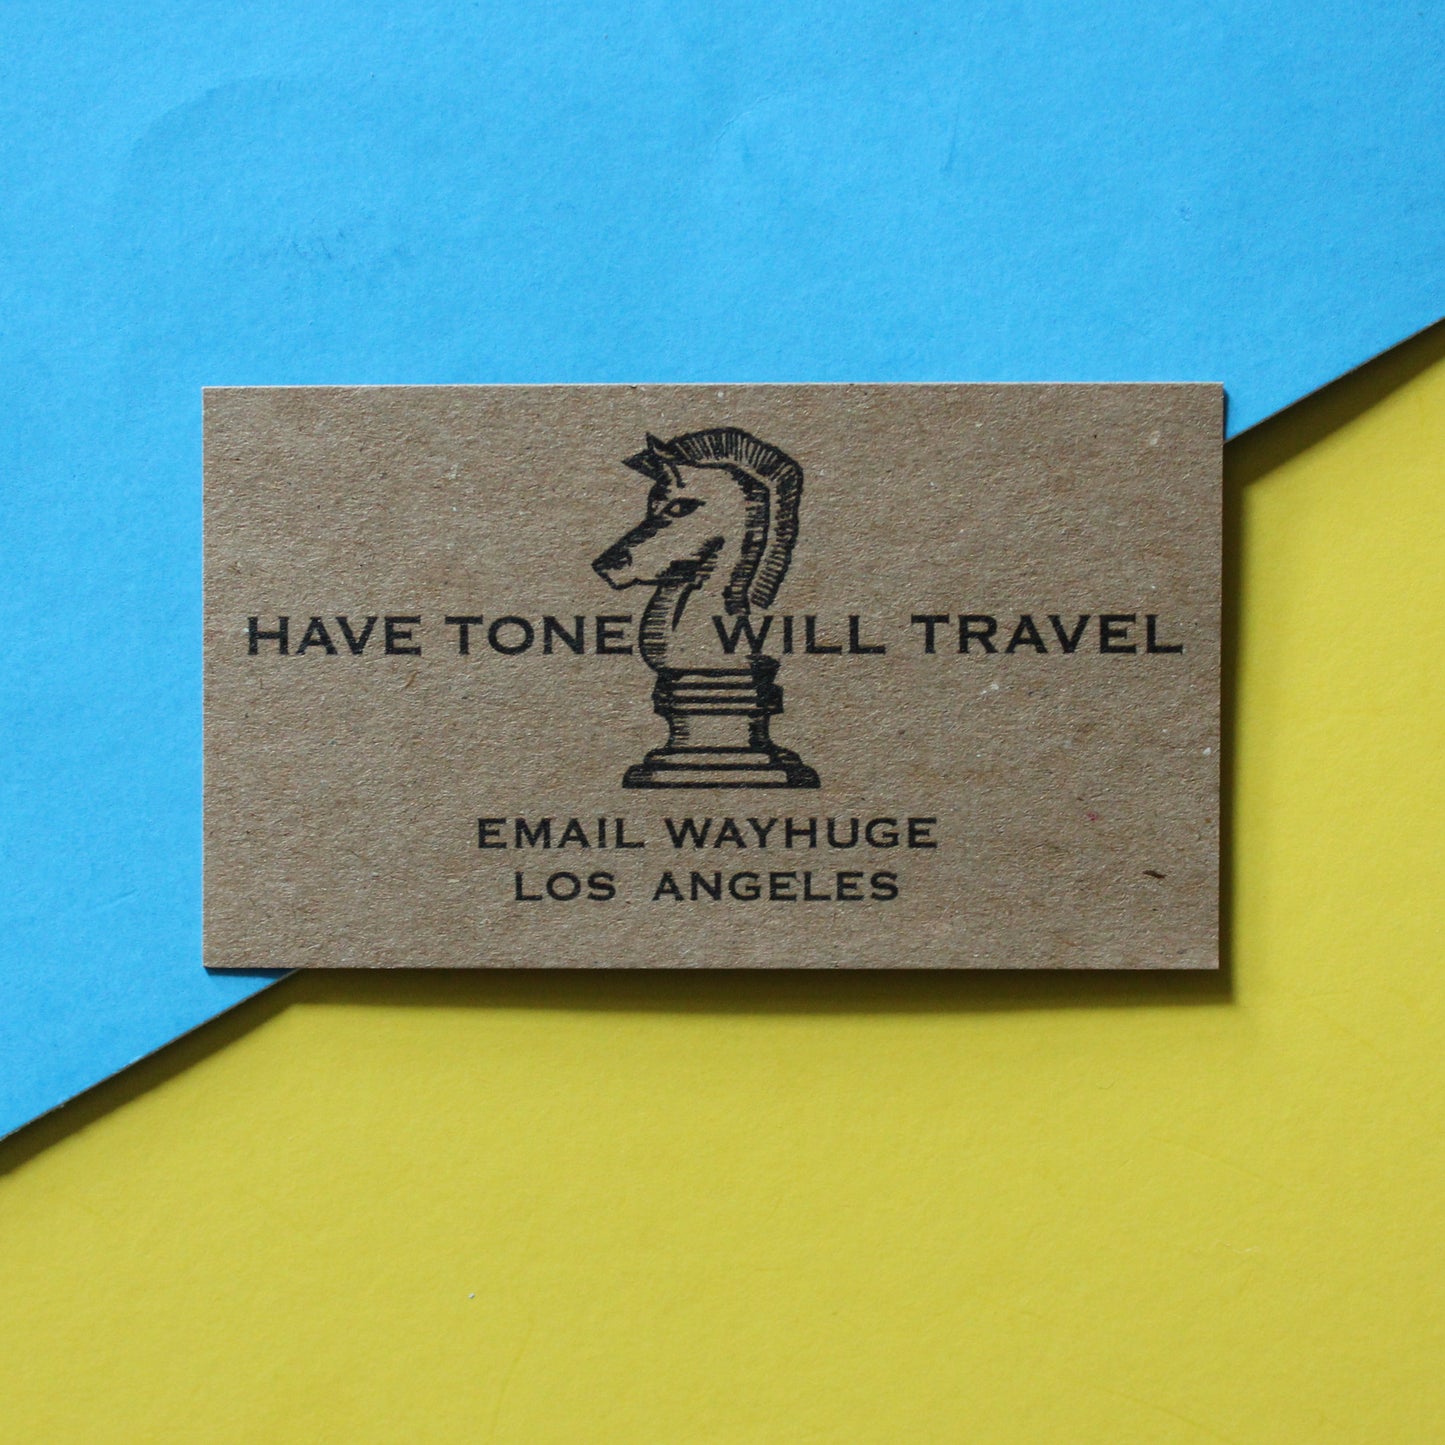 HAVE TONE WILL TRAVEL
EMAIL WAYHUGE
LOS ANGELES